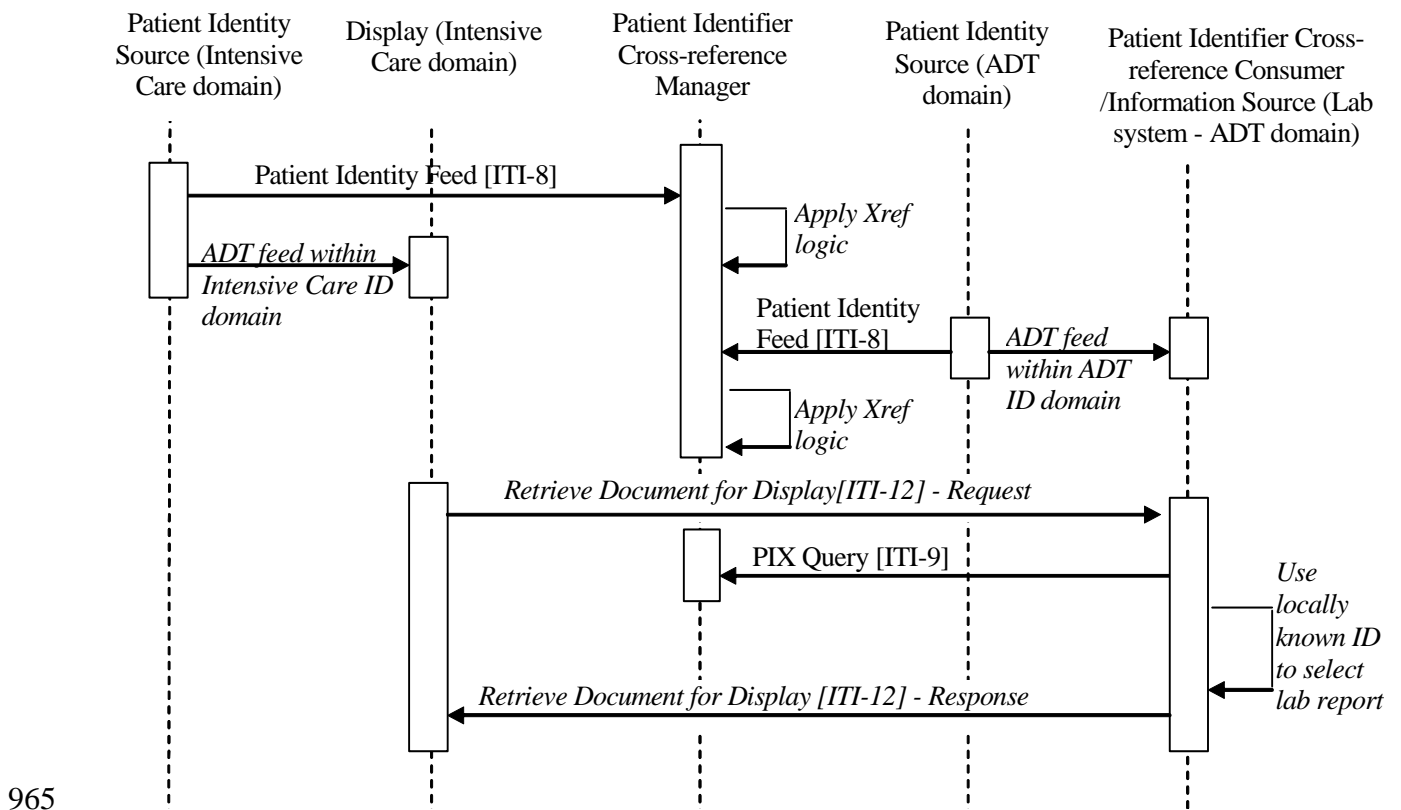 Patient Identity
Source (Intensive
Care domain)
Display (Intensive
Care domain)
Patient Identifier
Cross-reference
Manager
Patient Identity
Source (ADT
domain)
Patient Identifier Cross-
reference Consumer
/Information Source (Lab
system - ADT domain)
Patient Identity Feed [ITI-8]
Apply Xref
logic
ADT feed within
Intensive Care ID
domain
Patient Identity
Feed [ITI-8]
ADT feed
within ADT
ID domain
Apply Xref
logic
Retrieve Document for Display[ITI-12] - Request
PIX Query [ITI-9]
Use
locally
known ID
to select
lab report
Retrieve Document for Display [ITI-12] - Response
965